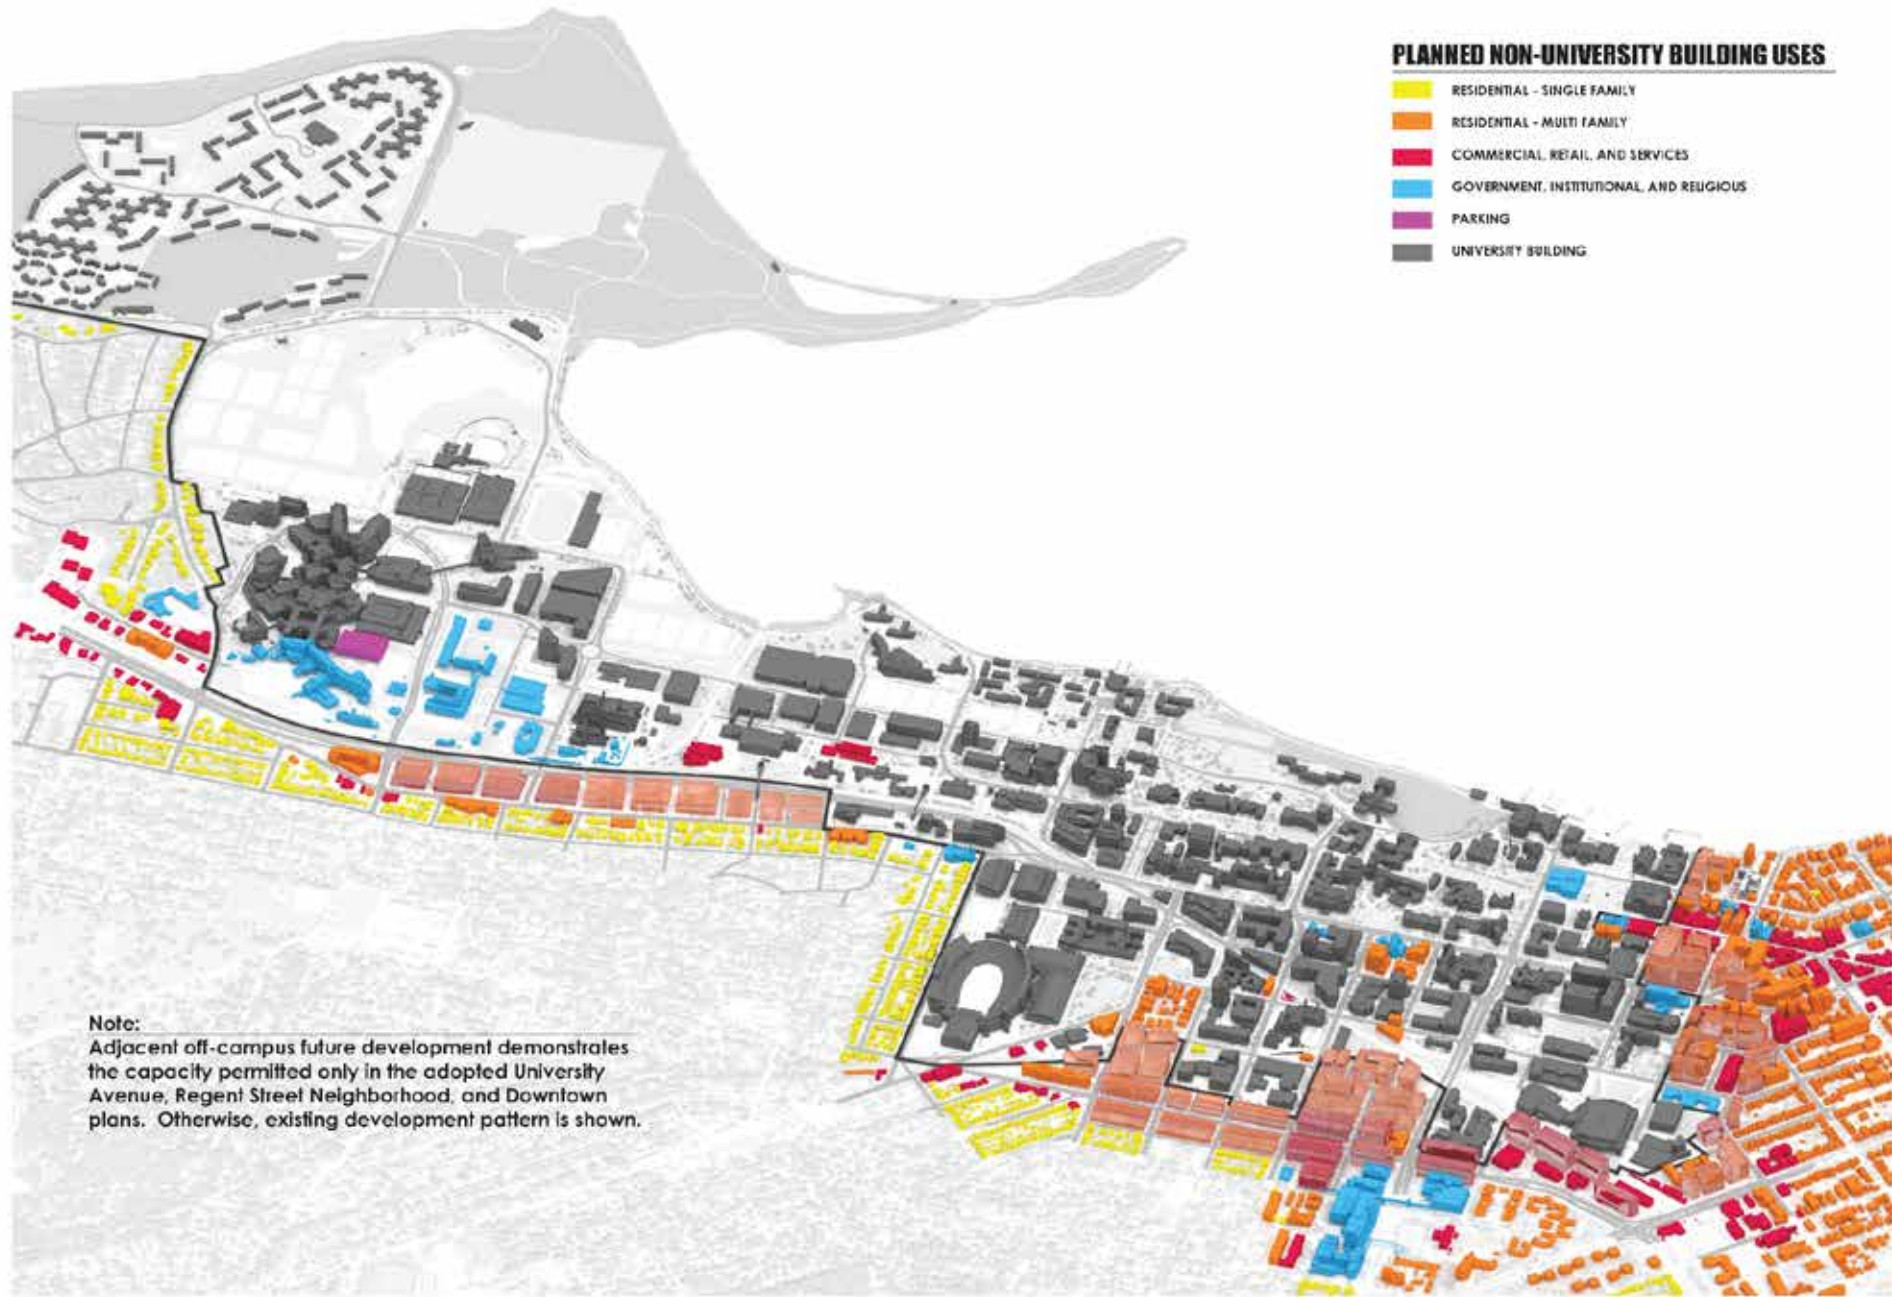 PLANNED NON-UNIVERSITY BUILDING USES
RESIDENTIAL - SINGLE FAMILY
RESIDENTIAL - MULTI FAMILY
COMMERCIAL, RETAIL, AND SERVICES
GOVERNMENT, INSTITUTIONAL, AND RELIGIOUS
PARKING
UNIVERSITY BUILDING
Note:
Adjacent off-campus future development demonstrates
the capacity permitted only in the adopted University
Avenue, Regent Street Neighborhood, and Downtown
plans. Otherwise, existing development pattern is shown.